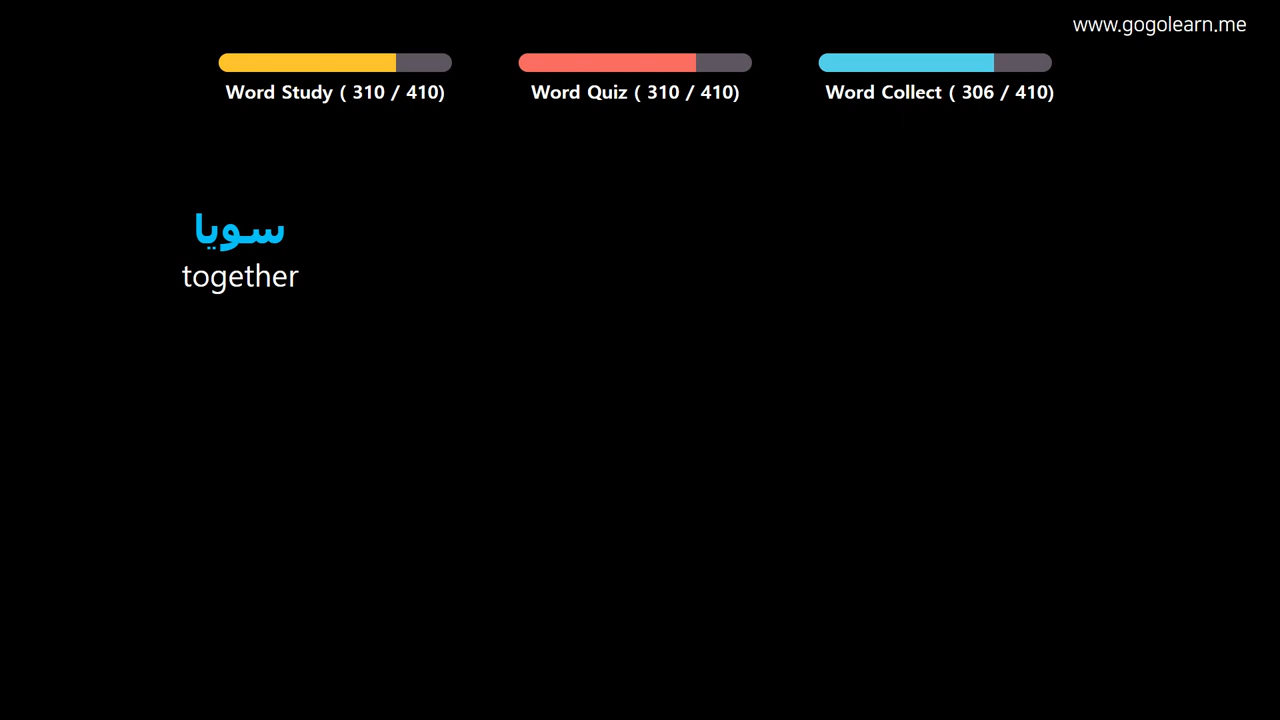 www.gogolearn.me
Word Study ( 310 / 410)
Word Quiz ( 310 / 410)
Word Collect ( 306 / 410)
سويا
together